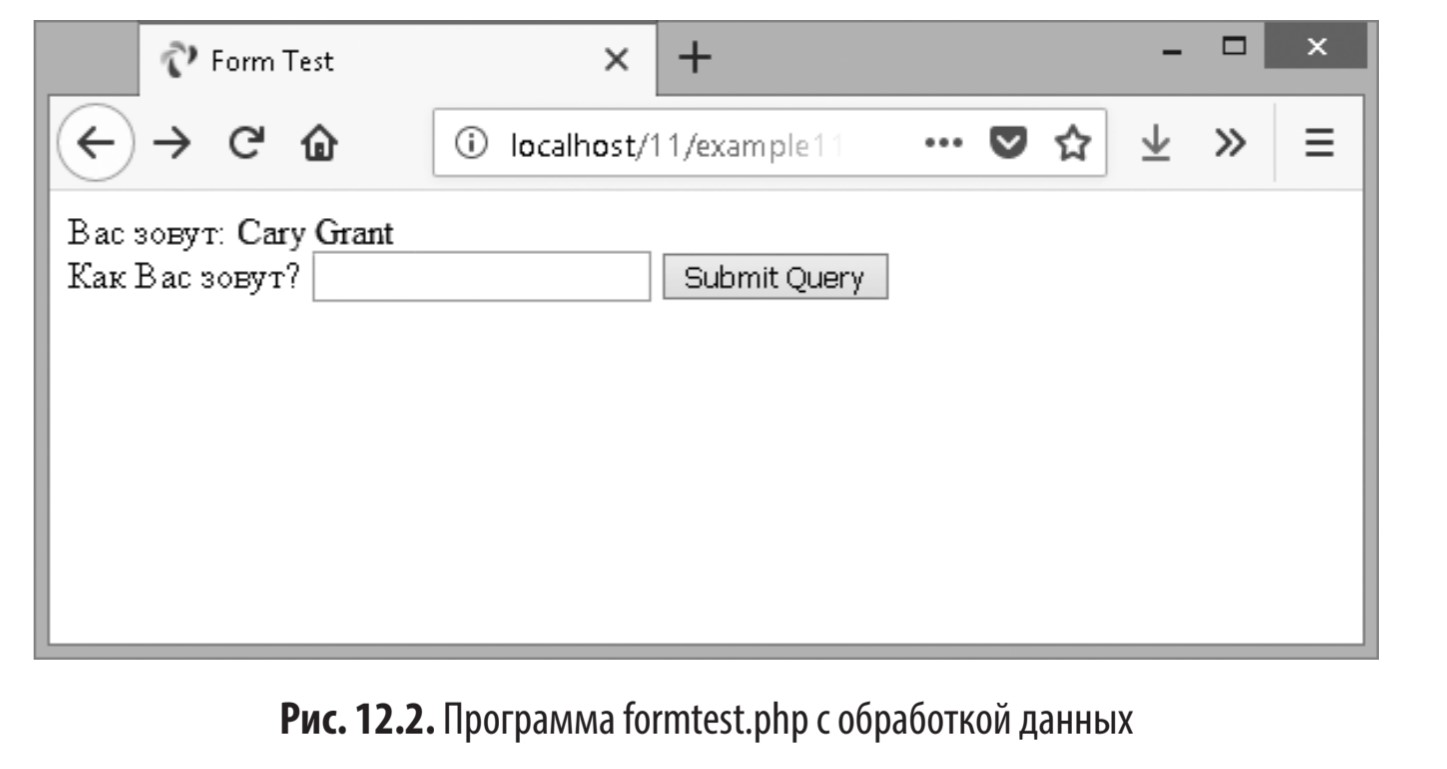 Form Test
localhost/11/example11
Вас зовут: Cary Grant
Как Вас зовут? Submit Query
Рис. 12.2. Программа formtest.php с обработкой данных